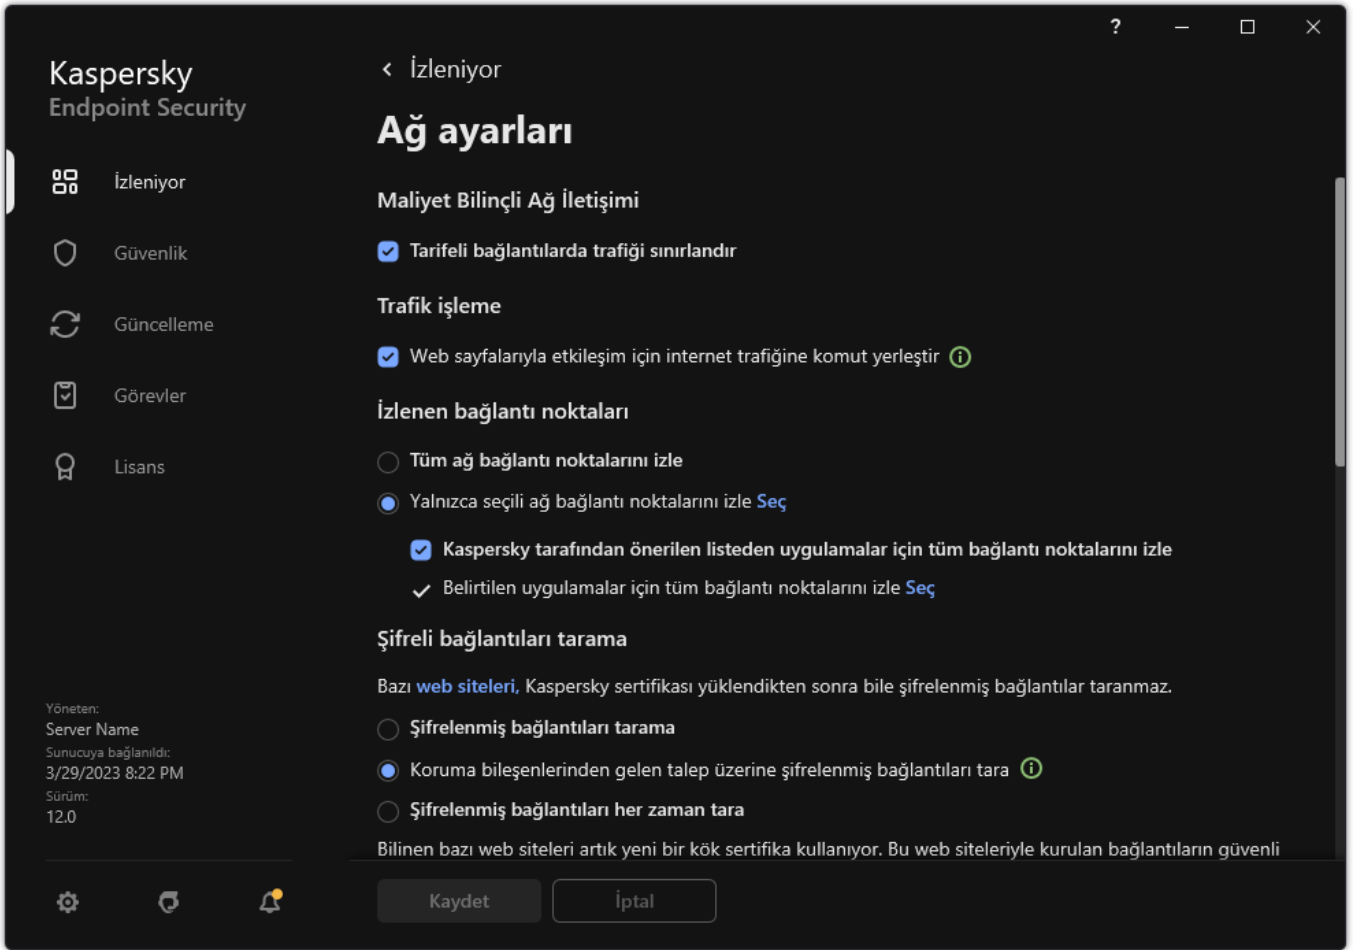 ?
Kaspersky
Endpoint Security
İzleniyor
Güvenlik
Güncelleme
Görevler
Lisans
Yöneten:
Server Name
Sunucuya bağlanıldı:
3/29/2023 8:22 PM
Sürüm:
12.0
İzleniyor
Ağ ayarları
Maliyet Bilinçli Ağ İletişimi
Tarifeli bağlantılarda trafiği sınırlandır
Trafik işleme
Web sayfalarıyla etkileşim için internet trafiğine komut yerleştir
İzlenen bağlantı noktaları
Tüm ağ bağlantı noktalarını izle
Yalnızca seçili ağ bağlantı noktalarını izle Seç
Kaspersky tarafından önerilen listeden uygulamalar için tüm bağlantı noktalarını izle
Belirtilen uygulamalar için tüm bağlantı noktalarını izle Seç
Şifreli bağlantıları tarama
Bazı web siteleri, Kaspersky sertifikası yüklendikten sonra bile şifrelenmiş bağlantılar taranmaz.
Şifrelenmiş bağlantıları tarama
Koruma bileşenlerinden gelen talep üzerine şifrelenmiş bağlantıları tara
Şifrelenmiş bağlantıları her zaman tara
Bilinen bazı web siteleri artık yeni bir kök sertifika kullanıyor. Bu web siteleriyle kurulan bağlantıların güvenli
Kaydet
İptal